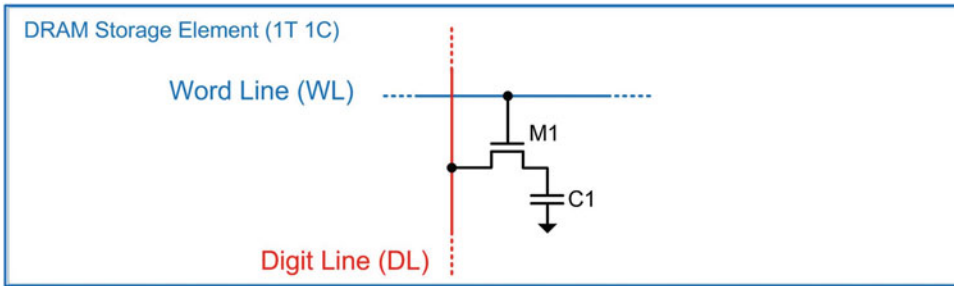 DRAM Storage Element (1T 1C)
Word Line (WL)
M1
C1
Digit Line (DL)